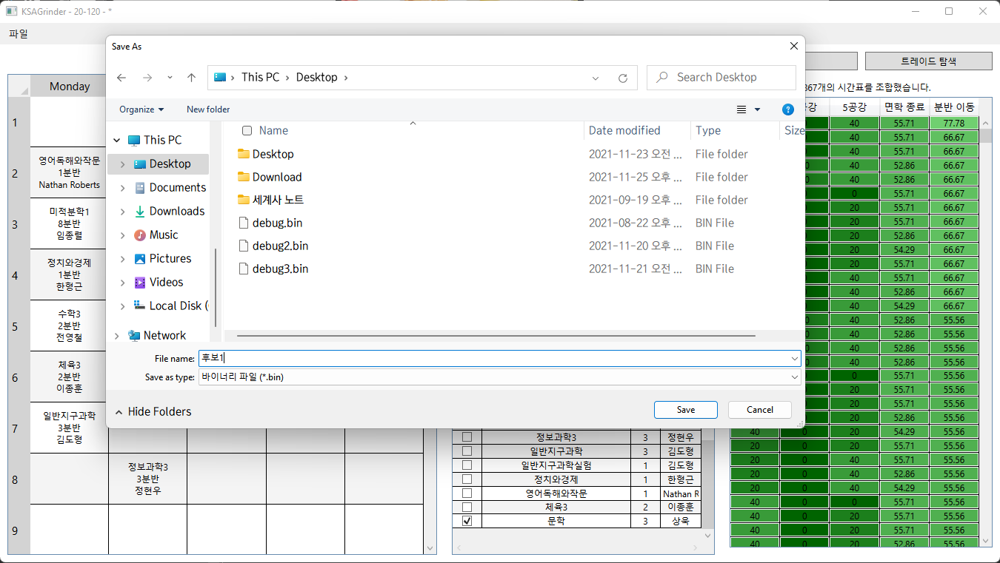 KSAGrinder - 20-120 - *
파일
트레이드 탐색
367개의 시간표를 조합했습니다.
Save As
This PC
Desktop
Search Desktop
Organize
New folder
This PC
Desktop
Documents
Downloads
Music
Pictures
Videos
Local Disk (
Network
Name Date modified Type Size
Desktop 2021-11-23 오전 ... File folder
Download 2021-11-25 오후 ... File folder
세계사 노트 2021-09-19 오후 ... File folder
debug.bin 2021-08-22 오후 ... BIN File
debug2.bin 2021-11-20 오후 ... BIN File
debug3.bin 2021-11-21 오전 ... BIN File
File name: 후보1
Save as type: 바이너리 파일 (*.bin)
Hide Folders
Save
Cancel
Monday
1
2
영어독해와작문
1분반
Nathan Roberts
3
미적분학1
8분반
임종렬
4
정치와경제
1분반
한형근
5
수학3
2분반
전영철
6
체육3
2분반
이종훈
7
일반지구과학
3분반
김도형
8
정보과학3
3분반
정현우
9
정보과학3 3 정현우
일반지구과학 3 김도형
일반지구과학실험 1 김도형
정치와경제 1 한형근
영어독해와작문 1 Nathan R
체육3 2 이종훈
문학 3 상욱
5공강 면학 종료 분반 이동
40 55.71 77.78
40 55.71 66.67
40 55.71 66.67
40 52.86 66.67
40 52.86 66.67
0 55.71 66.67
20 55.71 66.67
20 55.71 66.67
20 52.86 66.67
20 54.29 66.67
20 55.71 66.67
40 55.71 66.67
40 52.86 66.67
40 54.29 66.67
40 52.86 55.56
40 52.86 55.56
40 52.86 55.56
40 52.86 55.56
0 55.71 55.56
20 55.71 55.56
20 55.71 55.56
20 52.86 55.56
40 0 20 54.29 55.56
20 0 20 55.71 55.56
20 0 40 55.71 55.56
20 0 40 52.86 55.56
20 0 40 54.29 55.56
40 0 0 55.71 55.56
40 0 20 55.71 55.56
40 0 20 55.71 55.56
40 0 20 52.86 55.56